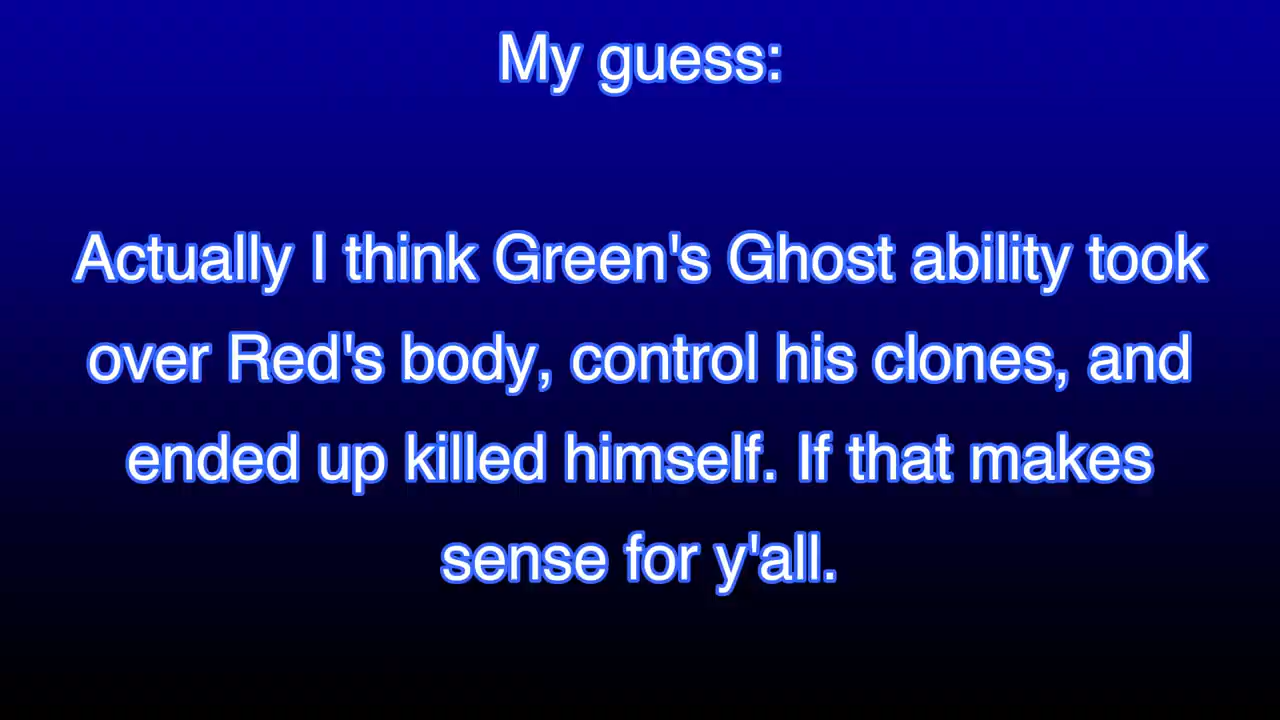 My guess:
Actually I think Green's Ghost ability took
over Red's body, control his clones, and
ended up killed himself. If that makes
sense for y'all.